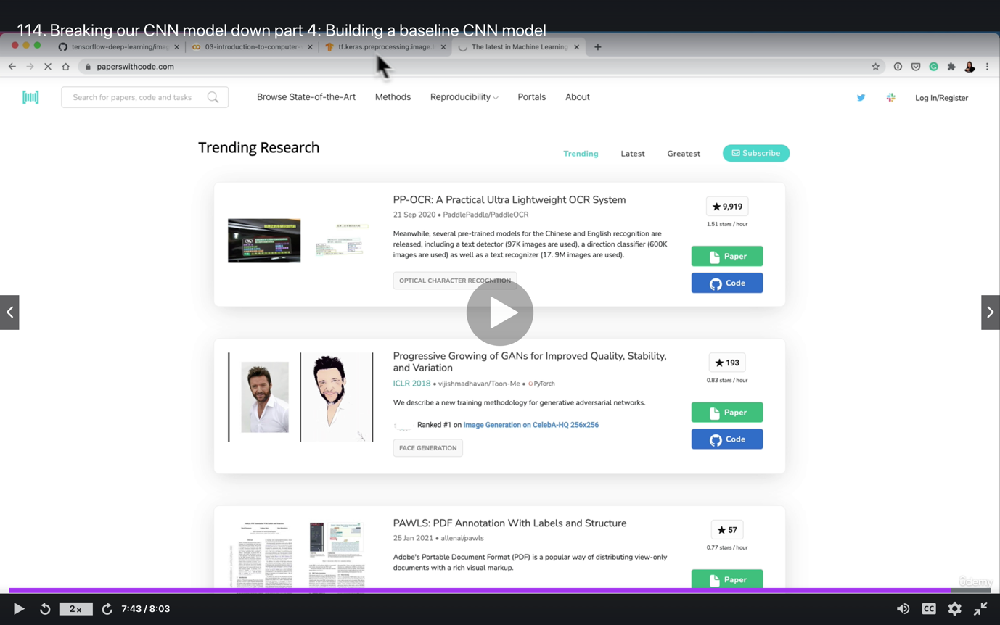 114. Breaking our CNN model down part 4: Building a baseline CNN model
tensorflow-deep-learning/imag
03-introduction-to-computer-
tf.keras.preprocessing.image.
The latest in Machine Learning
paperswithcode.com
Search for papers, code and tasks
Browse State-of-the-Art
Methods
Reproducibility
Portals
About
Log In/Register
Trending Research
Trending
Latest
Greatest
Subscribe
PP-OCR: A Practical Ultra Lightweight OCR System
21 Sep 2020 • PaddlePaddle/PaddleOCR
Meanwhile, several pre-trained models for the Chinese and English recognition are
released, including a text detector (97K images are used), a direction classifier (600K
images are used) as well as a text recognizer (17. 9M images are used).
OPTICAL CHARACTER RECOGNITION
★ 9,919
1.51 stars / hour
Paper
Code
Progressive Growing of GANs for Improved Quality, Stability,
and Variation
ICLR 2018 • vijishmadhavan/Toon-Me • PyTorch
We describe a new training methodology for generative adversarial networks.
Ranked #1 on Image Generation on CelebA-HQ 256x256
FACE GENERATION
★ 193
0.83 stars / hour
Paper
Code
PAWLS: PDF Annotation With Labels and Structure
25 Jan 2021 • allenai/pawls
Adobe's Portable Document Format (PDF) is a popular way of distributing view-only
documents with a rich visual markup.
★ 57
0.77 stars / hour
Paper
ûdemy
2x
7:43 / 8:03
CC